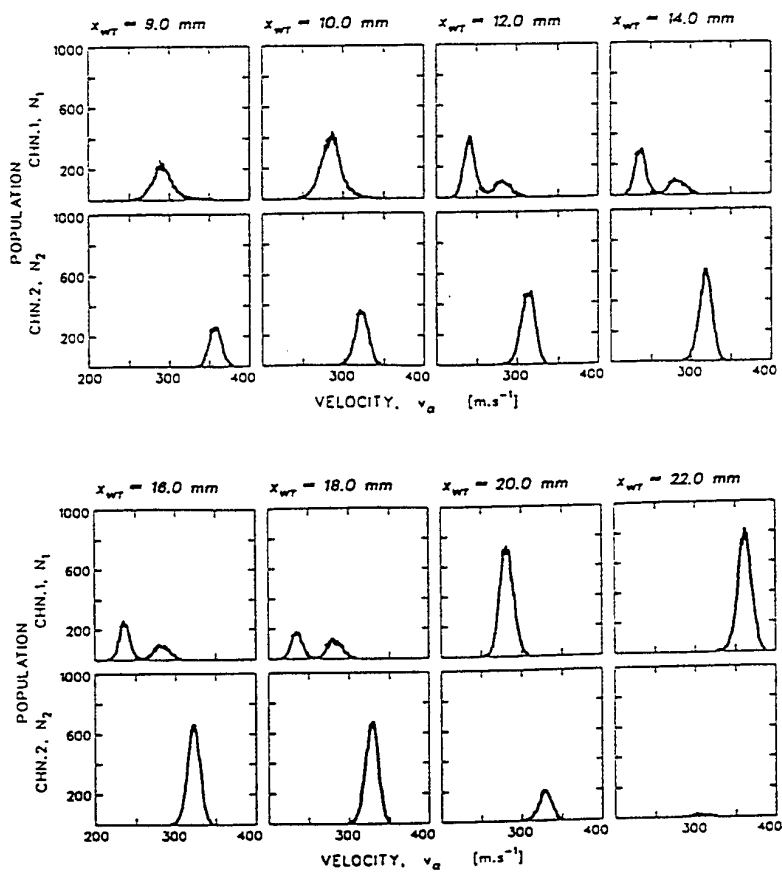 x_WT = 9.0 mm
x_WT = 10.0 mm
x_WT = 12.0 mm
x_WT = 14.0 mm
1000
600
200
POPULATION
CHN.1, N₁
1000
600
200
CHN.2, N₂
200 300 400 300 400 300 400 300 400
VELOCITY, v_α [m.s⁻¹]
x_WT = 16.0 mm
x_WT = 18.0 mm
x_WT = 20.0 mm
x_WT = 22.0 mm
1000
600
200
POPULATION
CHN.1, N₁
1000
600
200
CHN.2, N₂
200 300 400 300 400 300 400 300 400
VELOCITY, v_α [m.s⁻¹]